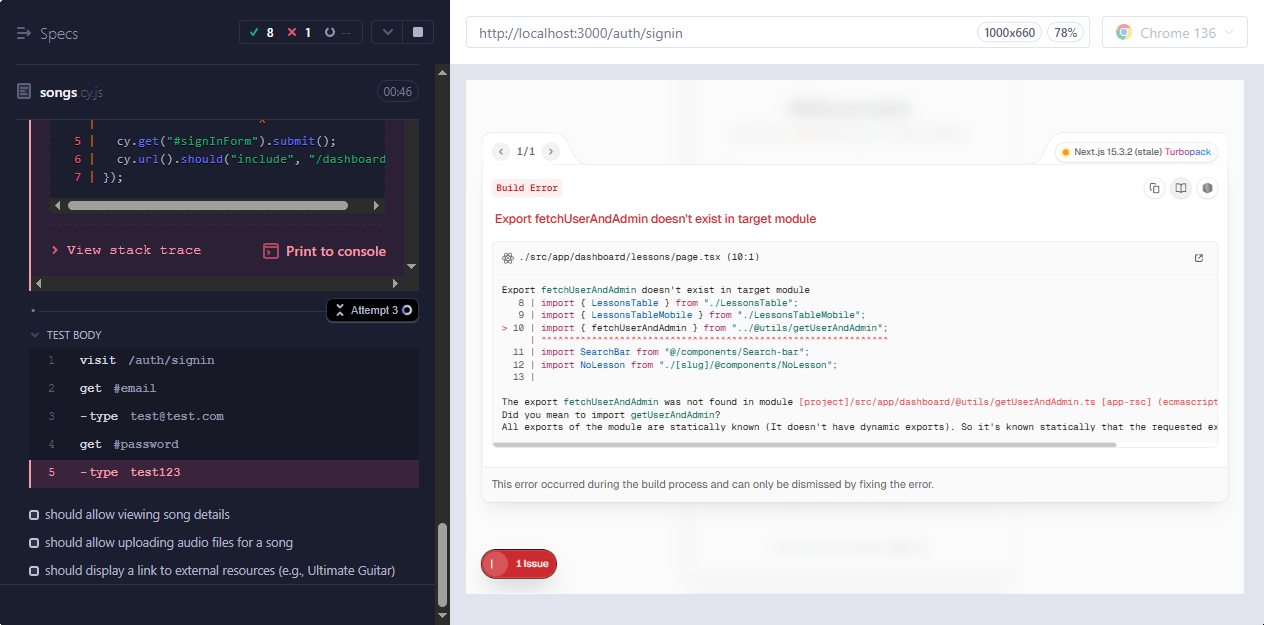 Specs
8
1
--
songs.cy.js
00:46
5 | cy.get("#signInForm").submit();
6 | cy.url().should("include", "/dashboard
7 | });
View stack trace
Print to console
Attempt 3
TEST BODY
1 visit /auth/signin
2 get #email
3 -type test@test.com
4 get #password
5 -type test123
should allow viewing song details
should allow uploading audio files for a song
should display a link to external resources (e.g., Ultimate Guitar)
http://localhost:3000/auth/signin
1000x660
78%
Chrome 136
1/1
Next.js 15.3.2 (stale) Turbopack
Build Error
Export fetchUserAndAdmin doesn't exist in target module
./src/app/dashboard/lessons/page.tsx (10:1)
Export fetchUserAndAdmin doesn't exist in target module
8 | import { LessonsTable } from "./LessonsTable";
9 | import { LessonsTableMobile } from "./LessonsTableMobile";
> 10 | import { fetchUserAndAdmin } from "../@utils/getUserAndAdmin";
| ^^^^^^^^^^^^^^^^^^^^^^^^^^^^^^^^^^^^^^^^^^^^^^^^^^^^^^^^^^^^^^
11 | import SearchBar from "@/components/Search-bar";
12 | import NoLesson from "./[slug]/@components/NoLesson";
13 |
The export fetchUserAndAdmin was not found in module [project]/src/app/dashboard/@utils/getUserAndAdmin.ts [app-rsc] (ecmascript
Did you mean to import getUserAndAdmin?
All exports of the module are statically known (It doesn't have dynamic exports). So it's known statically that the requested ex
This error occurred during the build process and can only be dismissed by fixing the error.
1 Issue